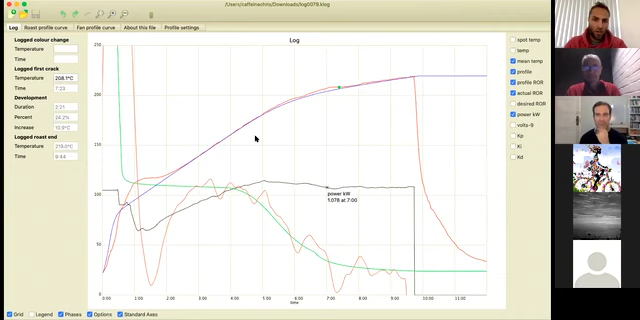 /Users/caffeinechris/Downloads/log0079.klog
Log
Roast profile curve
Fan profile curve
About this file
Profile settings
Logged colour change
Temperature
Time
Logged first crack
Temperature 208.1°C
Time 7:23
Development
Duration 2:21
Percent 24.2%
Increase 10.9°C
Logged roast end
Temperature 219.0°C
Time 9:44
Log
250
200
150
100
50
0
power kW
1.078 at 7:00
0:00
1:00
2:00
3:00
4:00
5:00
6:00
7:00
8:00
9:00
10:00
11:00
time
spot temp
temp
mean temp
profile
profile ROR
actual ROR
desired ROR
power kW
volts-9
Kp
Ki
Kd
Grid
Legend
Phases
Options
Standard Axes